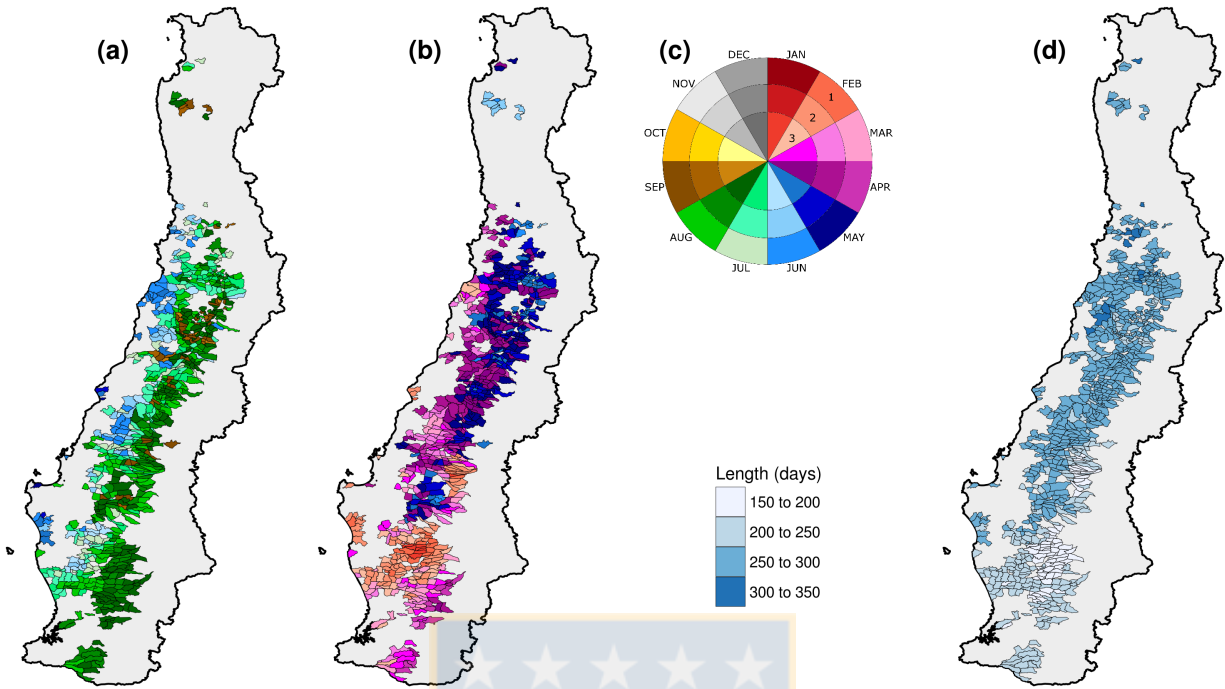 (a)
(b)
(c)
(d)
DEC
JAN
NOV
FEB
1
OCT
2
MAR
3
SEP
APR
AUG
MAY
JUL
JUN
Length (days)
150 to 200
200 to 250
250 to 300
300 to 350